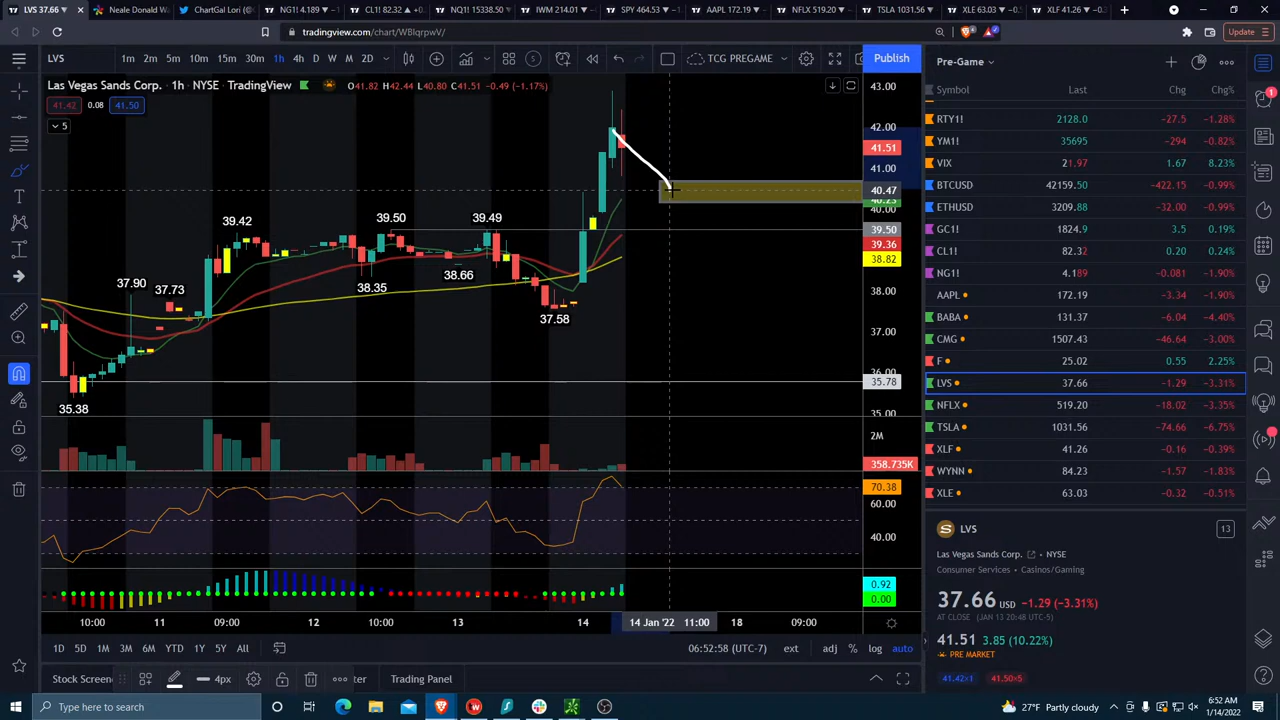 LVS 37.66
Neale Donald W
ChartGal Lori (@
NG1! 4.189
CL1! 82.32
NQ1! 15338.50
IWM 214.01
SPY 464.53
AAPL 172.19
NFLX 519.20
TSLA 1031.56
XLE 63.03
XLF 41.26
tradingview.com/chart/WBlqrpwV/
Update
LVS
1m 2m 5m 10m 15m 30m 1h 4h D W M 2D
TCG PREGAME
Publish
Las Vegas Sands Corp. · 1h · NYSE · TradingView
O41.82 H42.44 L40.80 C41.51 −0.49 (−1.17%)
41.42 0.08 41.50
5
43.00
42.00
41.51
41.00
40.47
40.23
40.00
39.50
39.36
38.82
38.00
37.00
36.00
35.78
35.00
2M
358.735K
70.38
60.00
40.00
0.92
0.00
39.42
39.50
39.49
37.90
37.73
38.35
38.66
37.58
35.38
10:00 11 09:00 12 10:00 13 10:00 14 14 Jan '22 11:00 18 09:00
1D 5D 1M 3M 6M YTD 1Y 5Y All
06:52:58 (UTC-7) ext adj % log auto
Stock Screen
4px
ter
Trading Panel
Pre-Game
Symbol Last Chg Chg%
RTY1! 2128.0 −27.5 −1.28%
YM1! 35695 −294 −0.82%
VIX 21.97 1.67 8.23%
BTCUSD 42159.50 −422.15 −0.99%
ETHUSD 3209.88 −32.00 −0.99%
GC1! 1824.9 3.5 0.19%
CL1! 82.32 0.20 0.24%
NG1! 4.189 −0.081 −1.90%
AAPL 172.19 −3.34 −1.90%
BABA 131.37 −6.04 −4.40%
CMG 1507.43 −46.64 −3.00%
F 25.02 0.55 2.25%
LVS 37.66 −1.29 −3.31%
NFLX 519.20 −18.02 −3.35%
TSLA 1031.56 −74.66 −6.75%
XLF 41.26 −0.16 −0.39%
WYNN 84.23 −1.57 −1.83%
XLE 63.03 −0.32 −0.51%
S LVS
13
Las Vegas Sands Corp. NYSE
Consumer Services • Casinos/Gaming
37.66 USD −1.29 (−3.31%)
AT CLOSE (JAN 13 20:48 UTC-5)
41.51 3.85 (10.22%)
PRE MARKET
41.42×1 41.50×5
1
Type here to search
27°F Partly cloudy
6:52 AM
1/14/2022